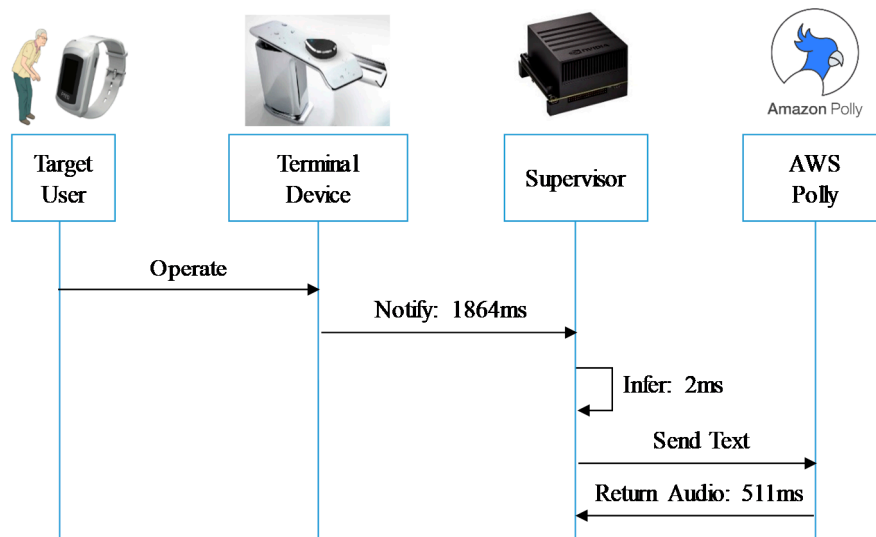 Amazon Polly
Target
User
Terminal
Device
Supervisor
AWS
Polly
Operate
Notify: 1864ms
Infer: 2ms
Send Text
Return Audio: 511ms